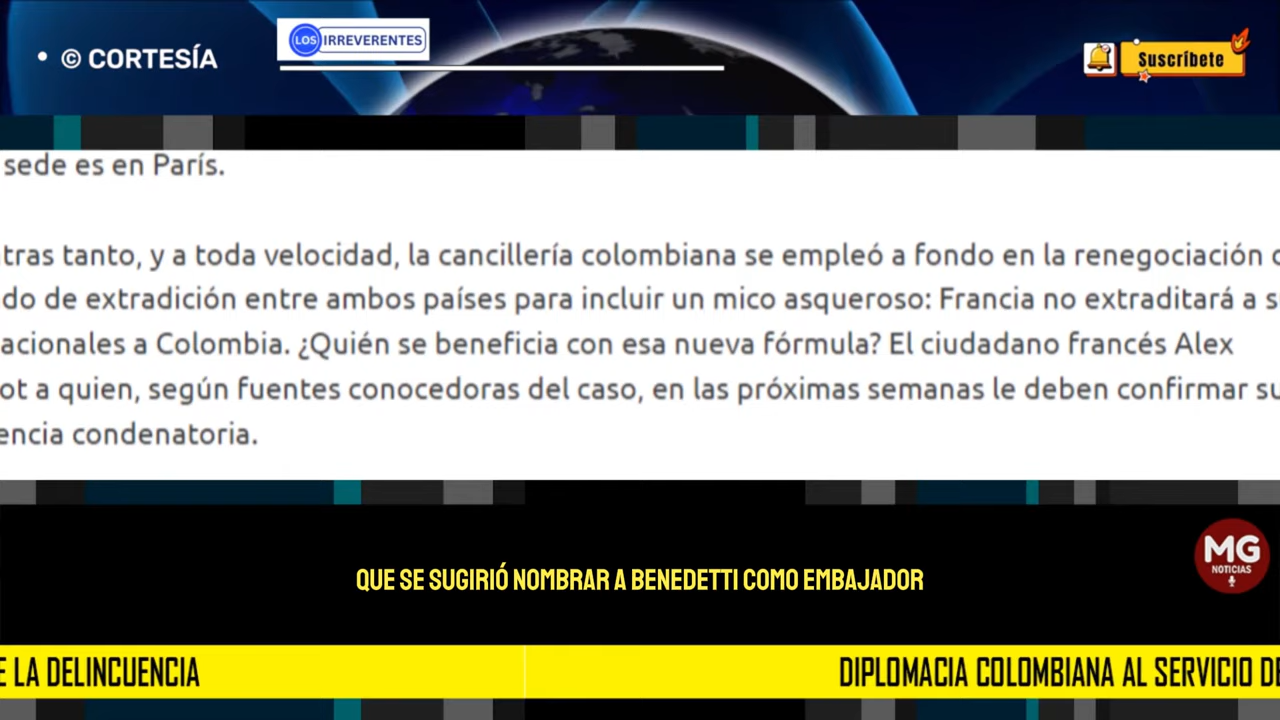 • © CORTESÍA
LOS IRREVERENTES
Suscríbete
sede es en París.
tras tanto, y a toda velocidad, la cancillería colombiana se empleó a fondo en la renegociación
do de extradición entre ambos países para incluir un mico asqueroso: Francia no extraditará a s
acionales a Colombia. ¿Quién se beneficia con esa nueva fórmula? El ciudadano francés Alex
ot a quien, según fuentes conocedoras del caso, en las próximas semanas le deben confirmar su
encia condenatoria.
MG
NOTICIAS
QUE SE SUGIRIÓ NOMBRAR A BENEDETTI COMO EMBAJADOR
E LA DELINCUENCIA
DIPLOMACIA COLOMBIANA AL SERVICIO DE